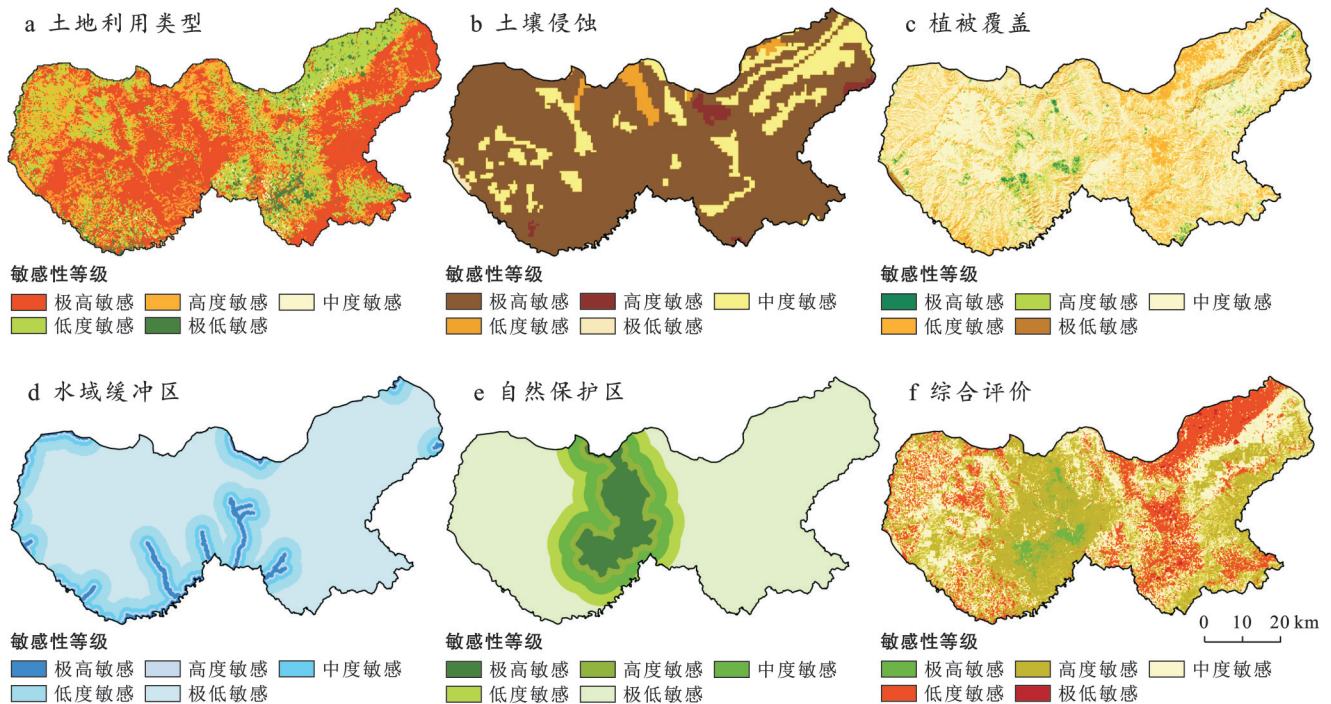 a 土地利用类型
b 土壤侵蚀
c 植被覆盖
敏感性等级
极高敏感 高度敏感 中度敏感
低度敏感 极低敏感
敏感性等级
极高敏感 高度敏感 中度敏感
低度敏感 极低敏感
敏感性等级
极高敏感 高度敏感 中度敏感
低度敏感 极低敏感
d 水域缓冲区
e 自然保护区
f 综合评价
0 10 20 km
敏感性等级
极高敏感 高度敏感 中度敏感
低度敏感 极低敏感
敏感性等级
极高敏感 高度敏感 中度敏感
低度敏感 极低敏感
敏感性等级
极高敏感 高度敏感 中度敏感
低度敏感 极低敏感